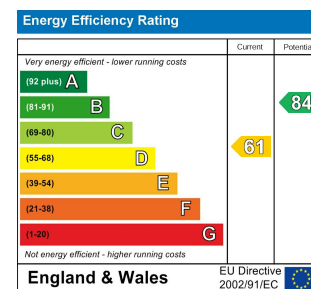 Energy Efficiency Rating
Current Potentia
Very energy efficient - lower running costs
(92 plus) A
(81-91) B
84
(69-80) C
61
(55-68) D
(39-54) E
(21-38) F
(1-20) G
Not energy efficient - higher running costs
England & Wales
EU Directive
2002/91/EC